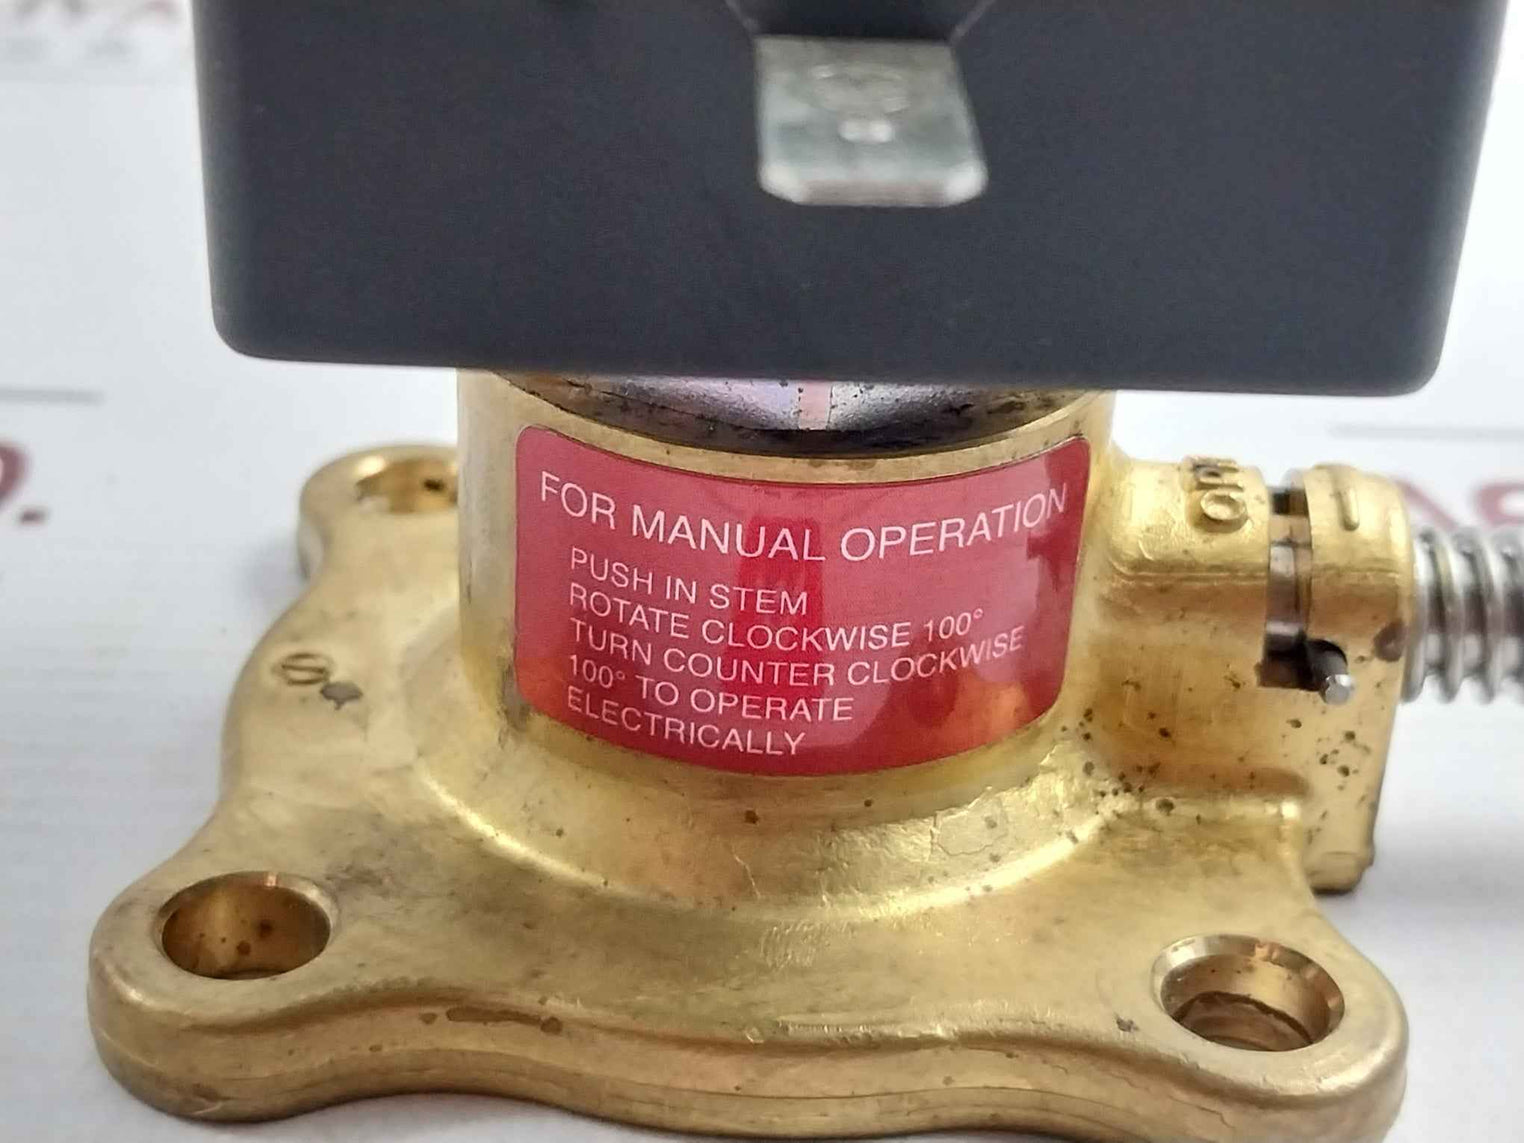 FOR MANUAL OPERATION
PUSH IN STEM
ROTATE CLOCKWISE 100°
TURN COUNTER CLOCKWISE
100° TO OPERATE
ELECTRICALLY